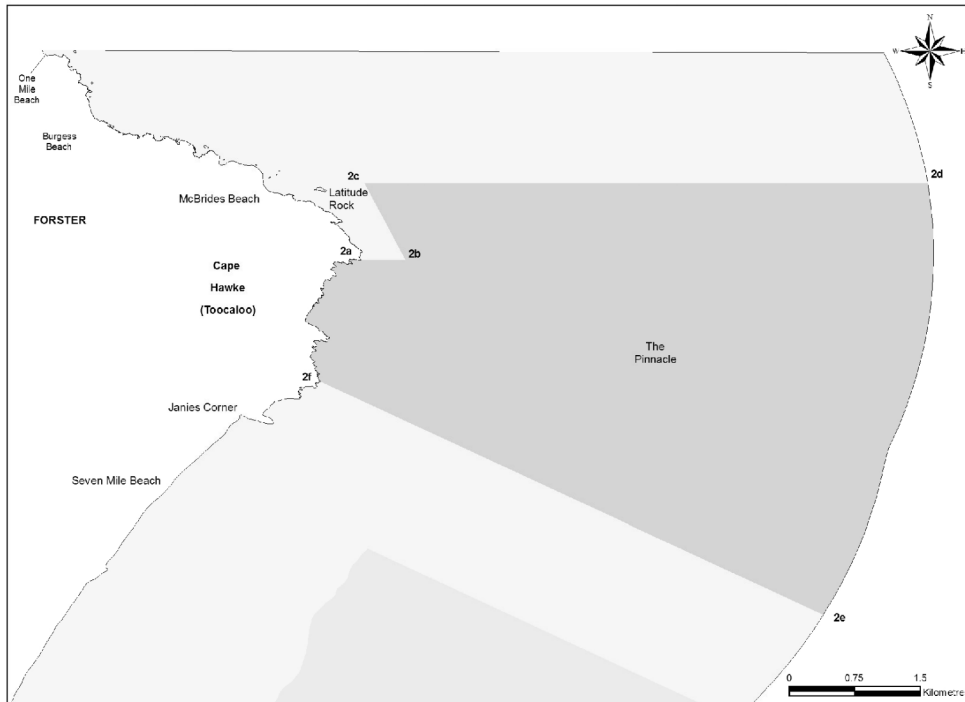 N
W
E
S
One
Mile
Beach
Burgess
Beach
2c
2d
McBrides Beach
Latitude
Rock
FORSTER
2a
2b
Cape
Hawke
(Toocaloo)
The
Pinnacle
2f
Janies Corner
Seven Mile Beach
2e
0 0.75 1.5
Kilometre